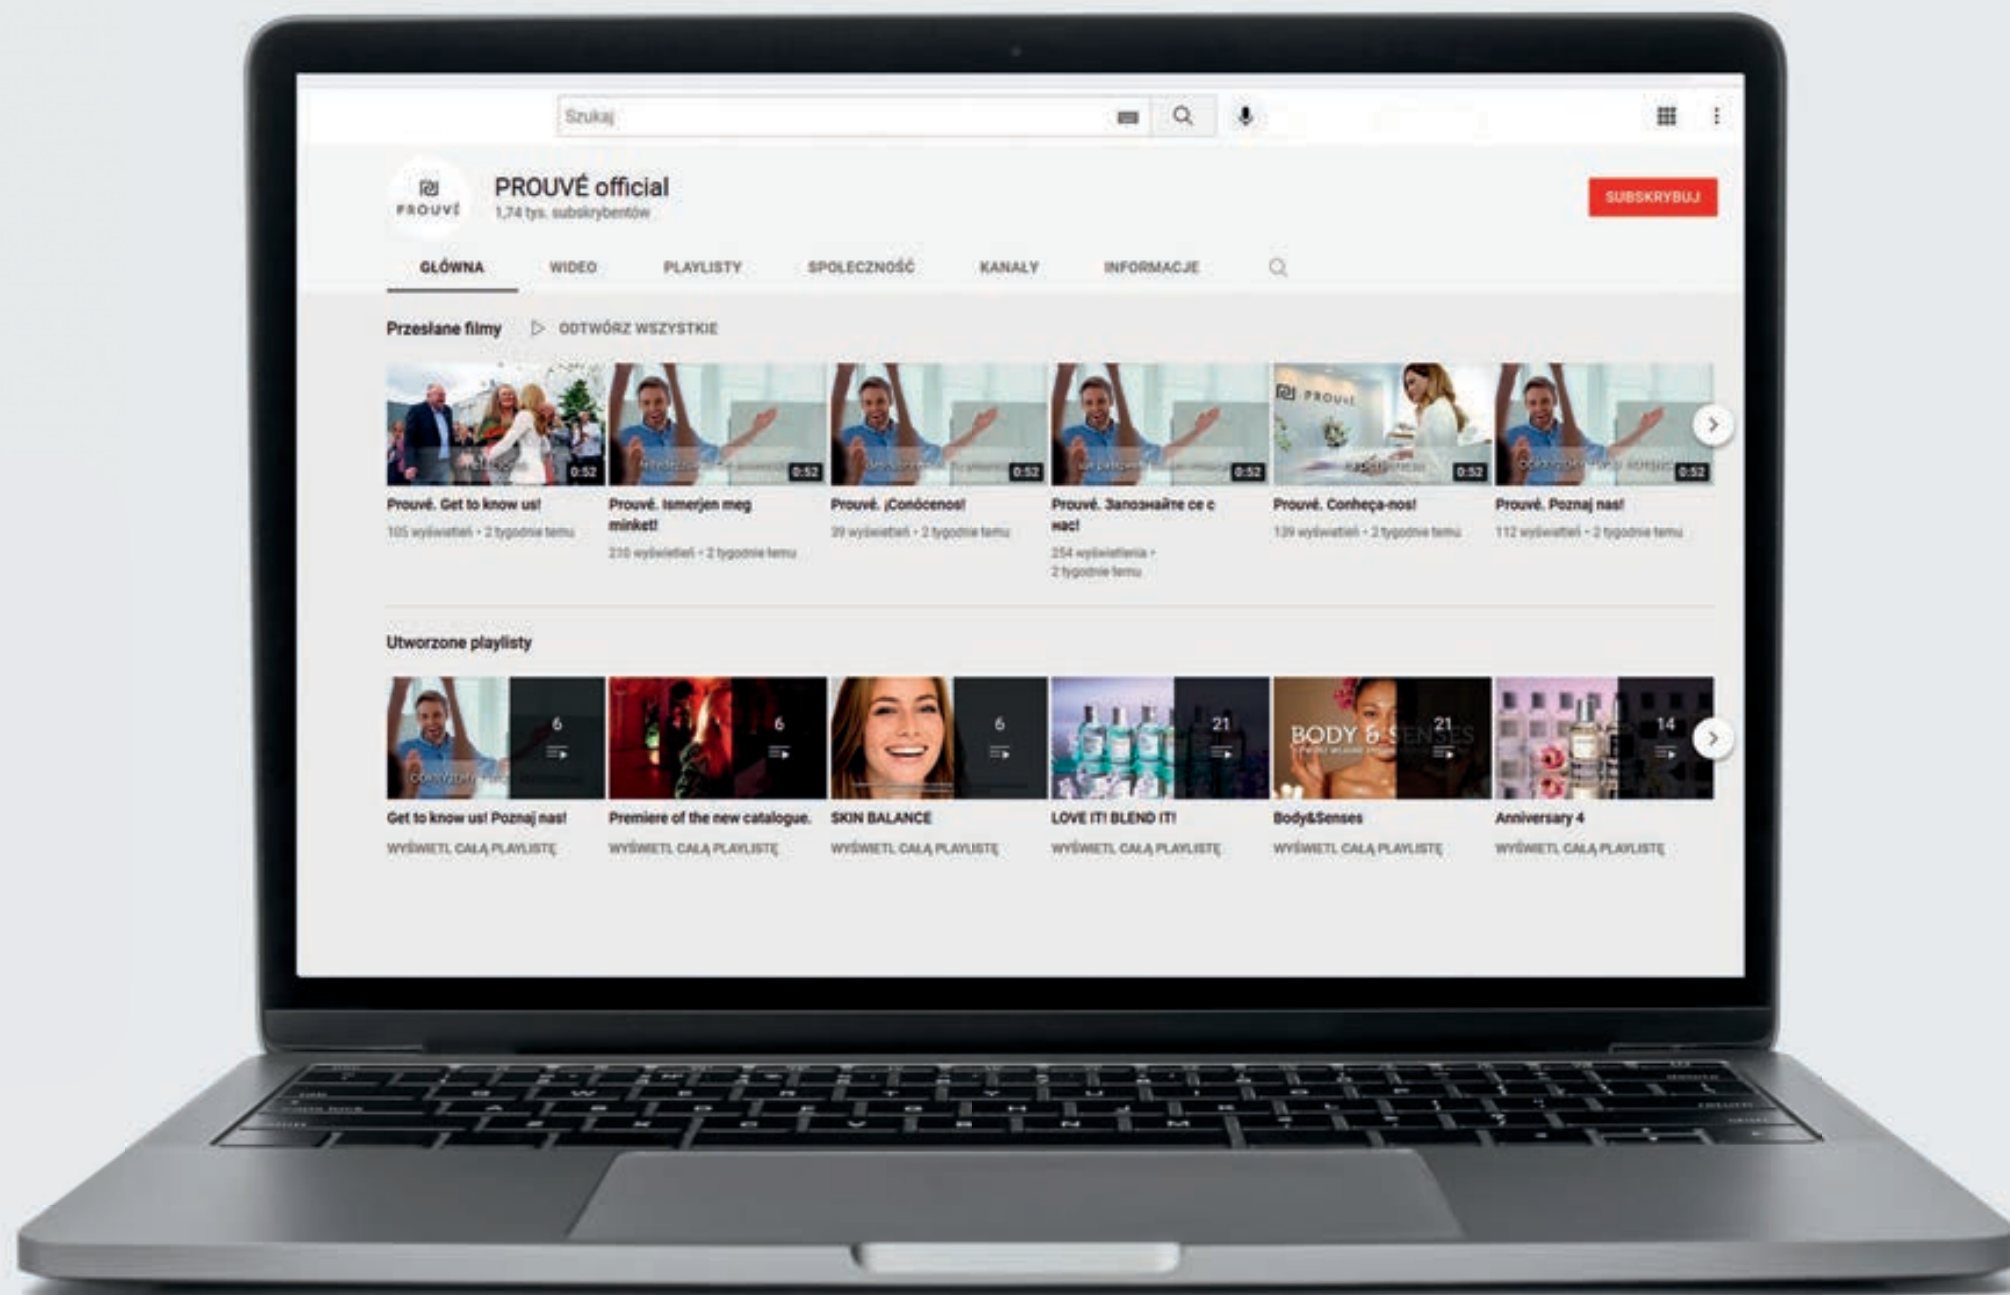 Szukaj
PROUVÉ
PROUVÉ official
1,74 tys. subskrybentów
SUBSKRYBUJ
GŁÓWNA
WIDEO
PLAYLISTY
SPOŁECZNOŚĆ
KANAŁY
INFORMACJE
Przesłane filmy
ODTWÓRZ WSZYSTKIE
0:52
Prouvé. Get to know us!
105 wyświetleń • 2 tygodnie temu
0:52
Prouvé. Ismerjen meg
minket!
210 wyświetleń • 2 tygodnie temu
0:52
Prouvé. ¡Conócenos!
39 wyświetleń • 2 tygodnie temu
0:52
Prouvé. Запознайте се с
нас!
254 wyświetlenia •
2 tygodnie temu
PROUVÉ
0:52
Prouvé. Conheça-nos!
139 wyświetleń • 2 tygodnie temu
0:52
Prouvé. Poznaj nas!
112 wyświetleń • 2 tygodnie temu
Utworzone playlisty
6
Get to know us! Poznaj nas!
WYŚWIETL CAŁĄ PLAYLISTĘ
6
Premiere of the new catalogue.
WYŚWIETL CAŁĄ PLAYLISTĘ
6
SKIN BALANCE
WYŚWIETL CAŁĄ PLAYLISTĘ
21
LOVE IT! BLEND IT!
WYŚWIETL CAŁĄ PLAYLISTĘ
BODY & SENSES
21
Body&Senses
WYŚWIETL CAŁĄ PLAYLISTĘ
14
Anniversary 4
WYŚWIETL CAŁĄ PLAYLISTĘ